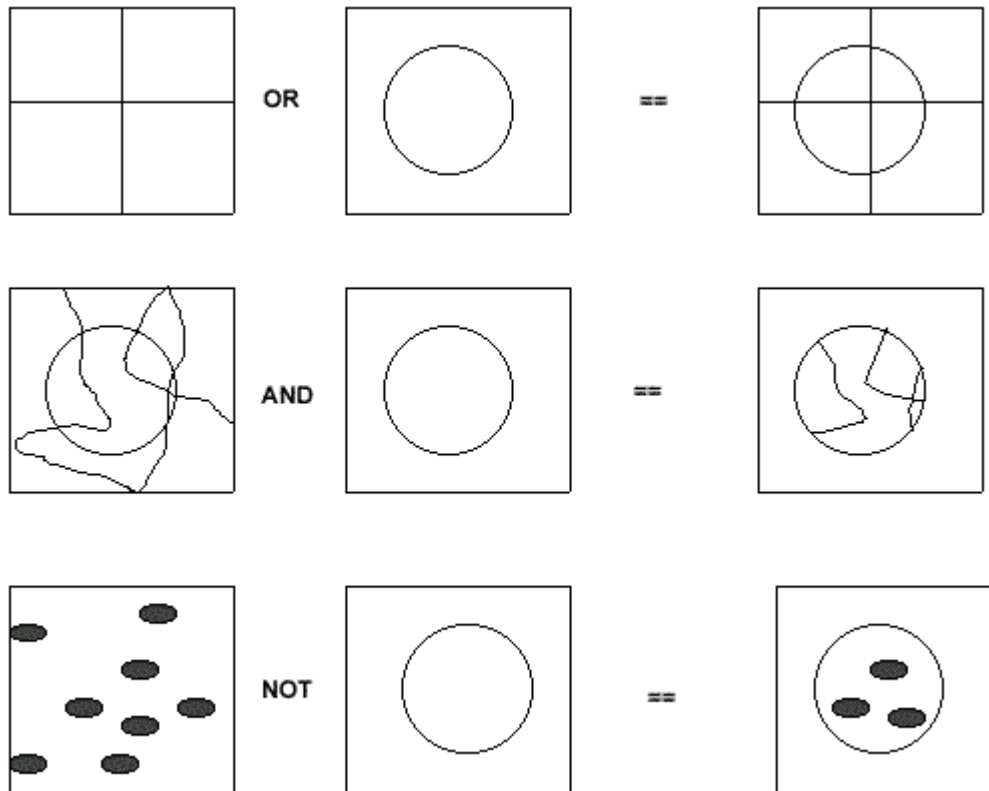 OR ==
AND ==
NOT ==